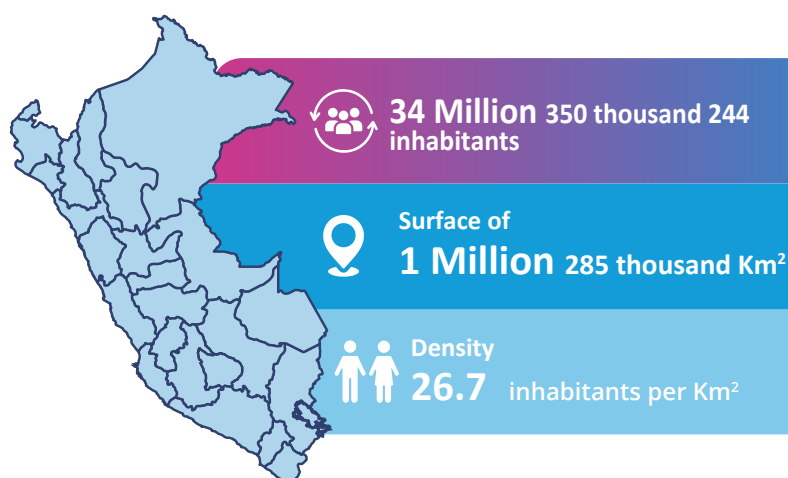 34 Million 350 thousand 244
inhabitants
Surface of
1 Million 285 thousand Km²
Density
26.7 inhabitants per Km²